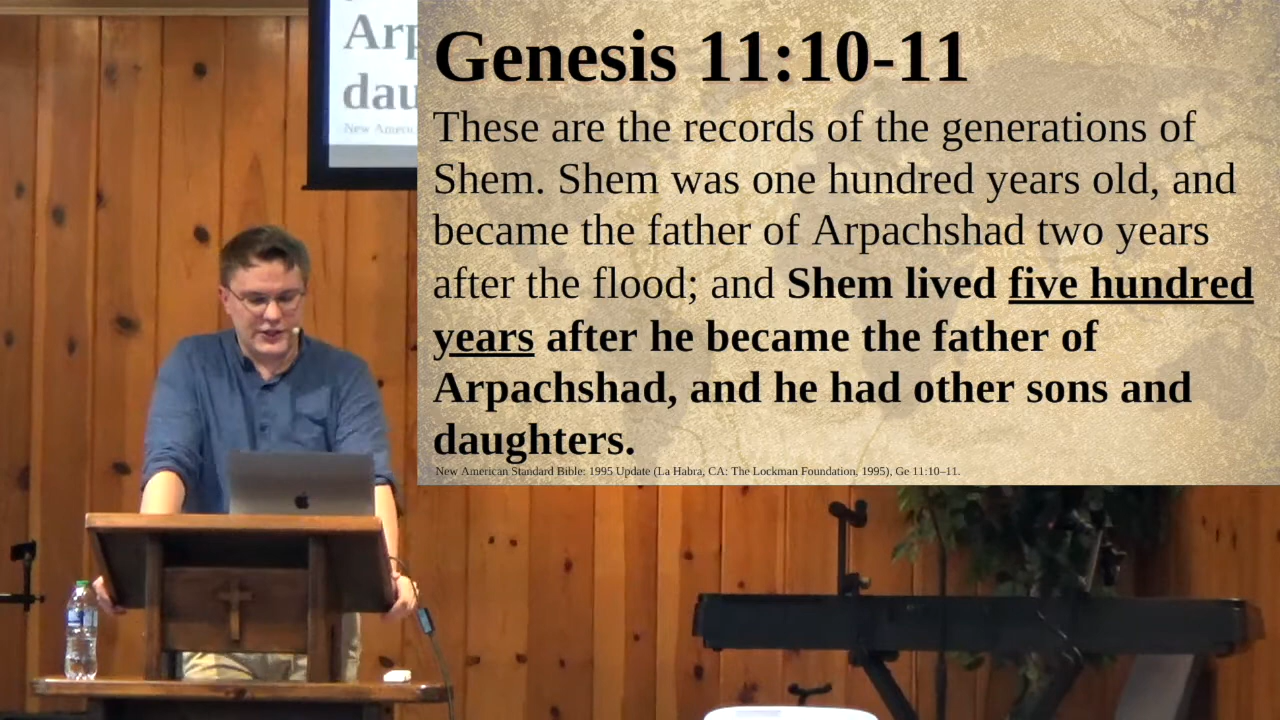 Arp
dau
New Ameri
Genesis 11:10-11
These are the records of the generations of
Shem. Shem was one hundred years old, and
became the father of Arpachshad two years
after the flood; and Shem lived five hundred
years after he became the father of
Arpachshad, and he had other sons and
daughters.
New American Standard Bible: 1995 Update (La Habra, CA: The Lockman Foundation, 1995), Ge 11:10–11.